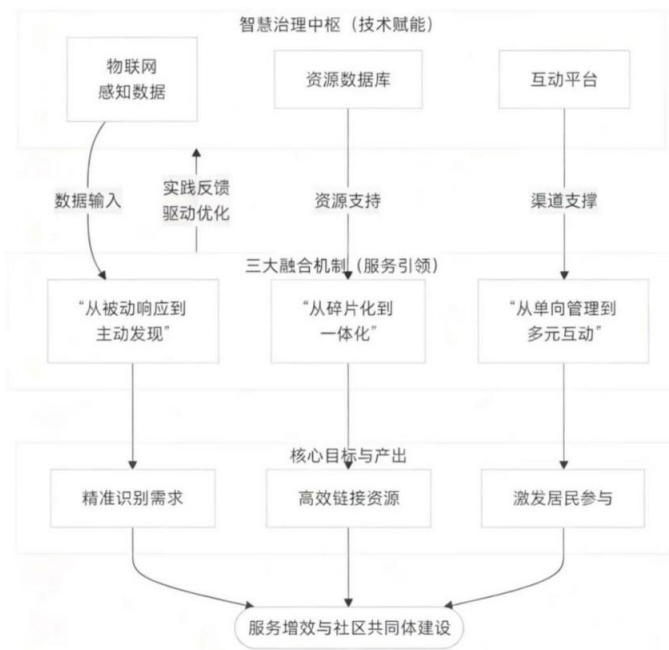 智慧治理中枢（技术赋能）
物联网
感知数据
资源数据库
互动平台
数据输入
实践反馈
驱动优化
资源支持
渠道支撑
三大融合机制（服务引领）
“从被动响应到
主动发现”
“从碎片化到
一体化”
“从单向管理到
多元互动”
核心目标与产出
精准识别需求
高效链接资源
激发居民参与
服务增效与社区共同体建设